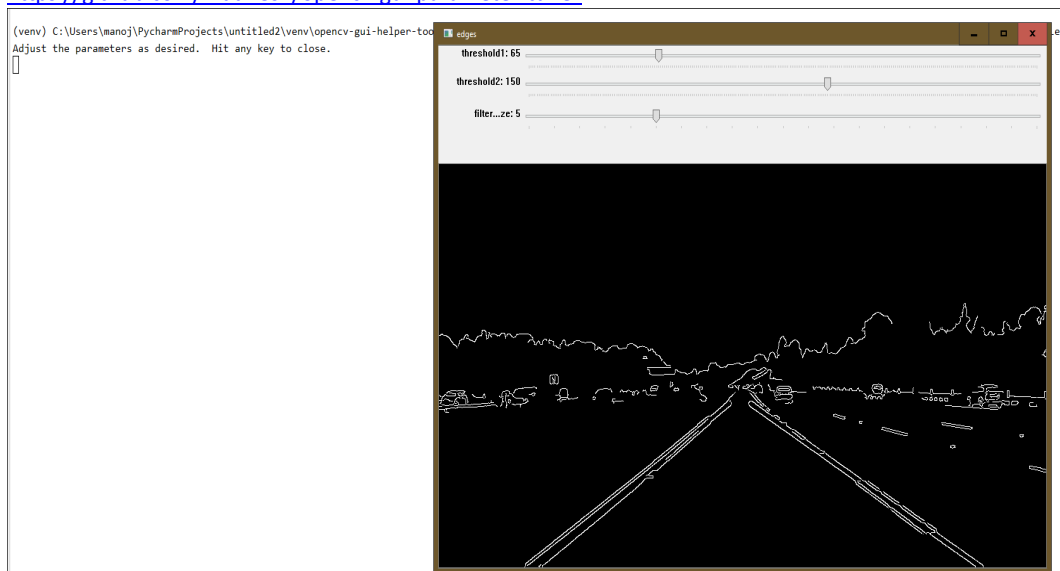 (venv) C:\Users\manoj\PycharmProjects\untitled2\venv\opencv-gui-helper-too
Adjust the parameters as desired.  Hit any key to close.
edges
threshold1: 65
threshold2: 150
filter...ze: 5